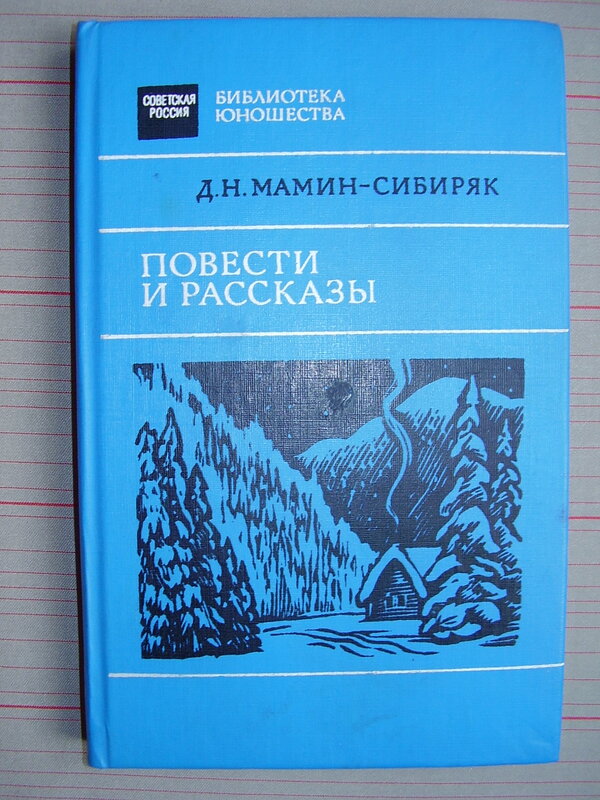 СОВЕТСКАЯ
РОССИЯ
БИБЛИОТЕКА
ЮНОШЕСТВА
Д.Н.МАМИН-СИБИРЯК
ПОВЕСТИ
И РАССКАЗЫ